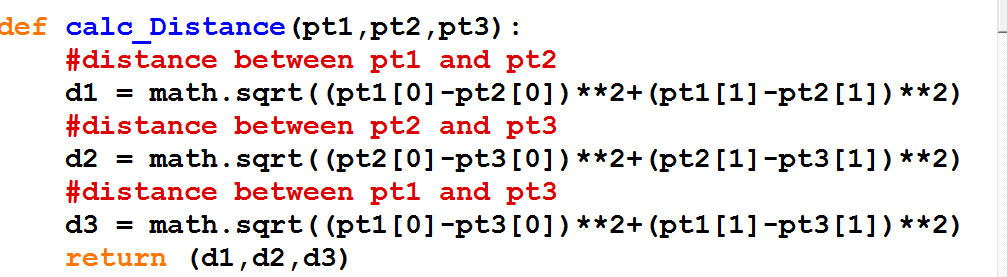 def calc_Distance(pt1,pt2,pt3):
    #distance between pt1 and pt2
    d1 = math.sqrt((pt1[0]-pt2[0])**2+(pt1[1]-pt2[1])**2)
    #distance between pt2 and pt3
    d2 = math.sqrt((pt2[0]-pt3[0])**2+(pt2[1]-pt3[1])**2)
    #distance between pt1 and pt3
    d3 = math.sqrt((pt1[0]-pt3[0])**2+(pt1[1]-pt3[1])**2)
    return (d1,d2,d3)